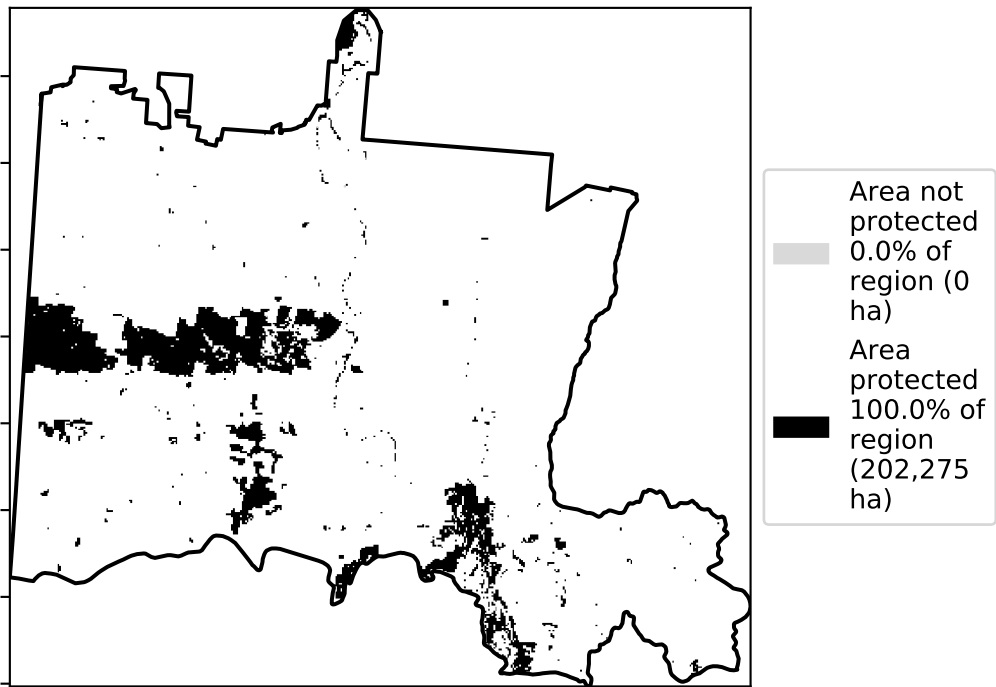 Area not
protected
0.0% of
region (0
ha)
Area
protected
100.0% of
region
(202,275
ha)